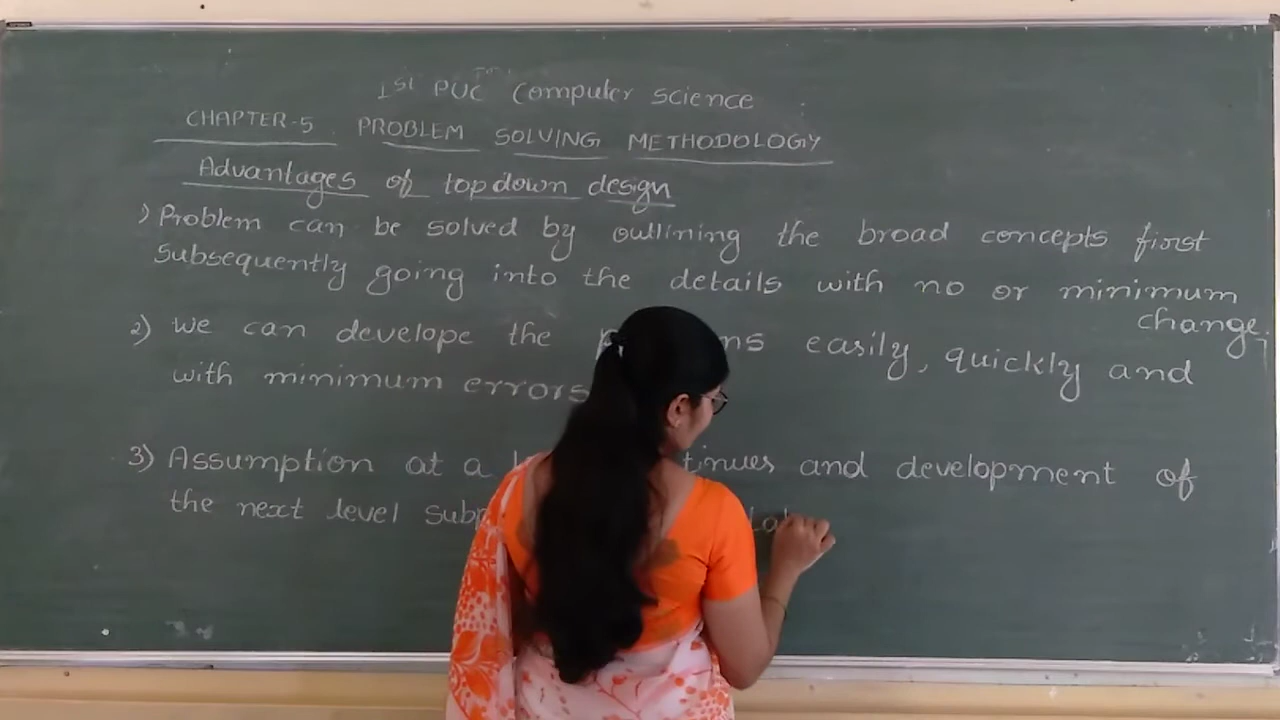 1st PUC Computer science
CHAPTER-5 PROBLEM SOLVING METHODOLOGY
Advantages of topdown design
1) Problem can be solved by outlining the broad concepts first
subsequently going into the details with no or minimum
change.
2) we can develope the easily, quickly and
with minimum errors
3) Assumption at a and development of
the next level